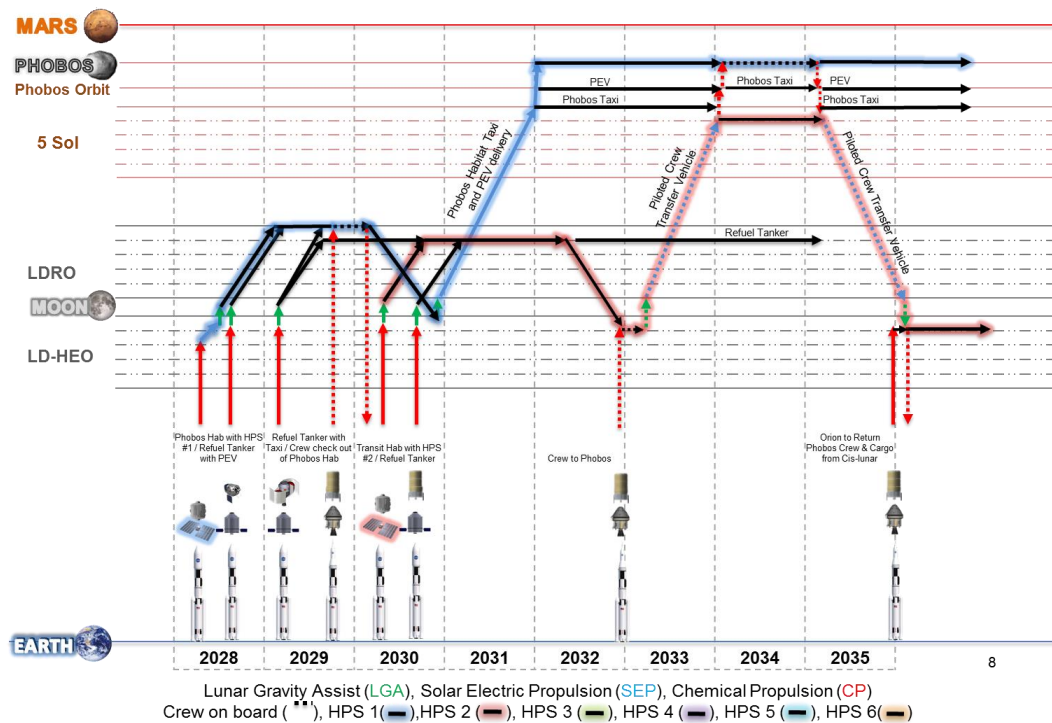 MARS
PHOBOS
Phobos Orbit
PEV
Phobos Taxi
PEV
Phobos Taxi
Phobos Taxi
5 Sol
Phobos Habitat Taxi
and PEV delivery
Piloted Crew
Transfer Vehicle
Piloted Crew Transfer Vehicle
Refuel Tanker
LDRO
MOON
LD-HEO
Phobos Hab with HPS
#1 / Refuel Tanker
with PEV
Refuel Tanker with
Taxi / Crew check out
of Phobos Hab
Transit Hab with HPS
#2 / Refuel Tanker
Crew to Phobos
Orion to Return
Phobos Crew & Cargo
from Cis-lunar
EARTH
2028 2029 2030 2031 2032 2033 2034 2035
8
Lunar Gravity Assist (LGA), Solar Electric Propulsion (SEP), Chemical Propulsion (CP)
Crew on board ( ), HPS 1( ),HPS 2 ( ), HPS 3 ( ), HPS 4 ( ), HPS 5 ( ), HPS 6( )